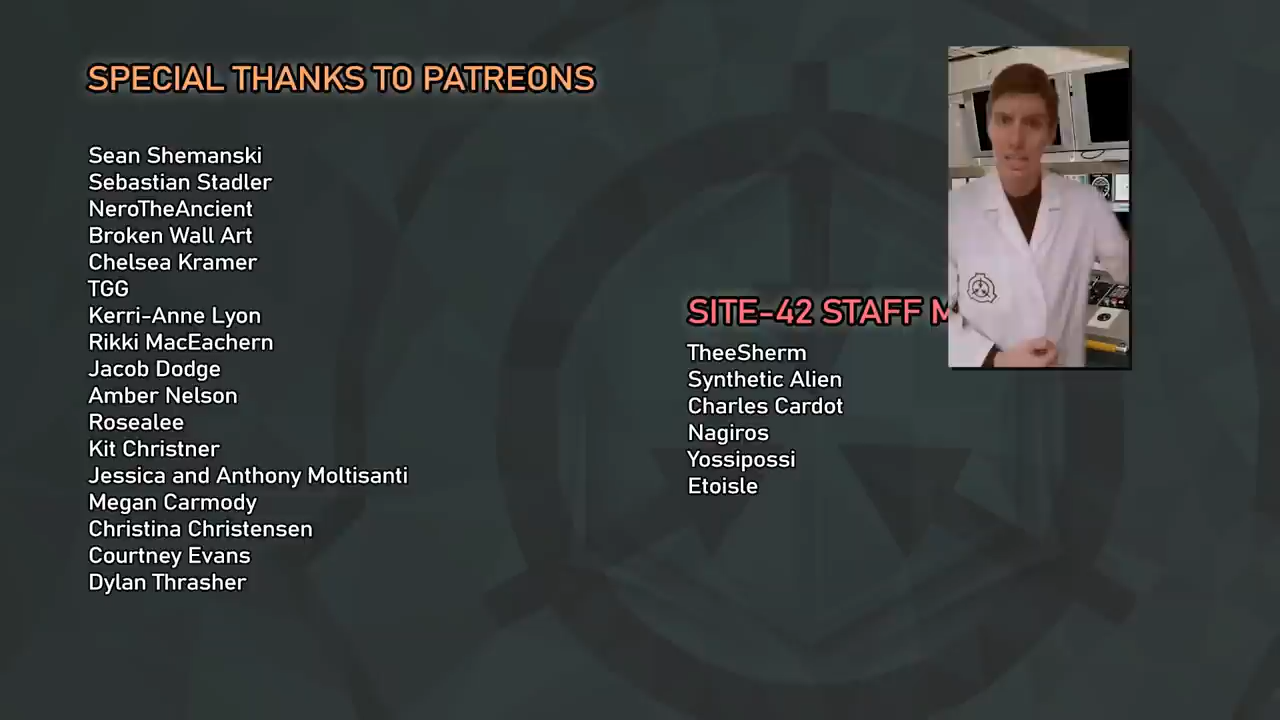 SPECIAL THANKS TO PATREONS
Sean Shemanski
Sebastian Stadler
NeroTheAncient
Broken Wall Art
Chelsea Kramer
TGG
Kerri-Anne Lyon
Rikki MacEachern
Jacob Dodge
Amber Nelson
Rosealee
Kit Christner
Jessica and Anthony Moltisanti
Megan Carmody
Christina Christensen
Courtney Evans
Dylan Thrasher
SITE-42 STAFF
TheeSherm
Synthetic Alien
Charles Cardot
Nagiros
Yossipossi
Etoisle